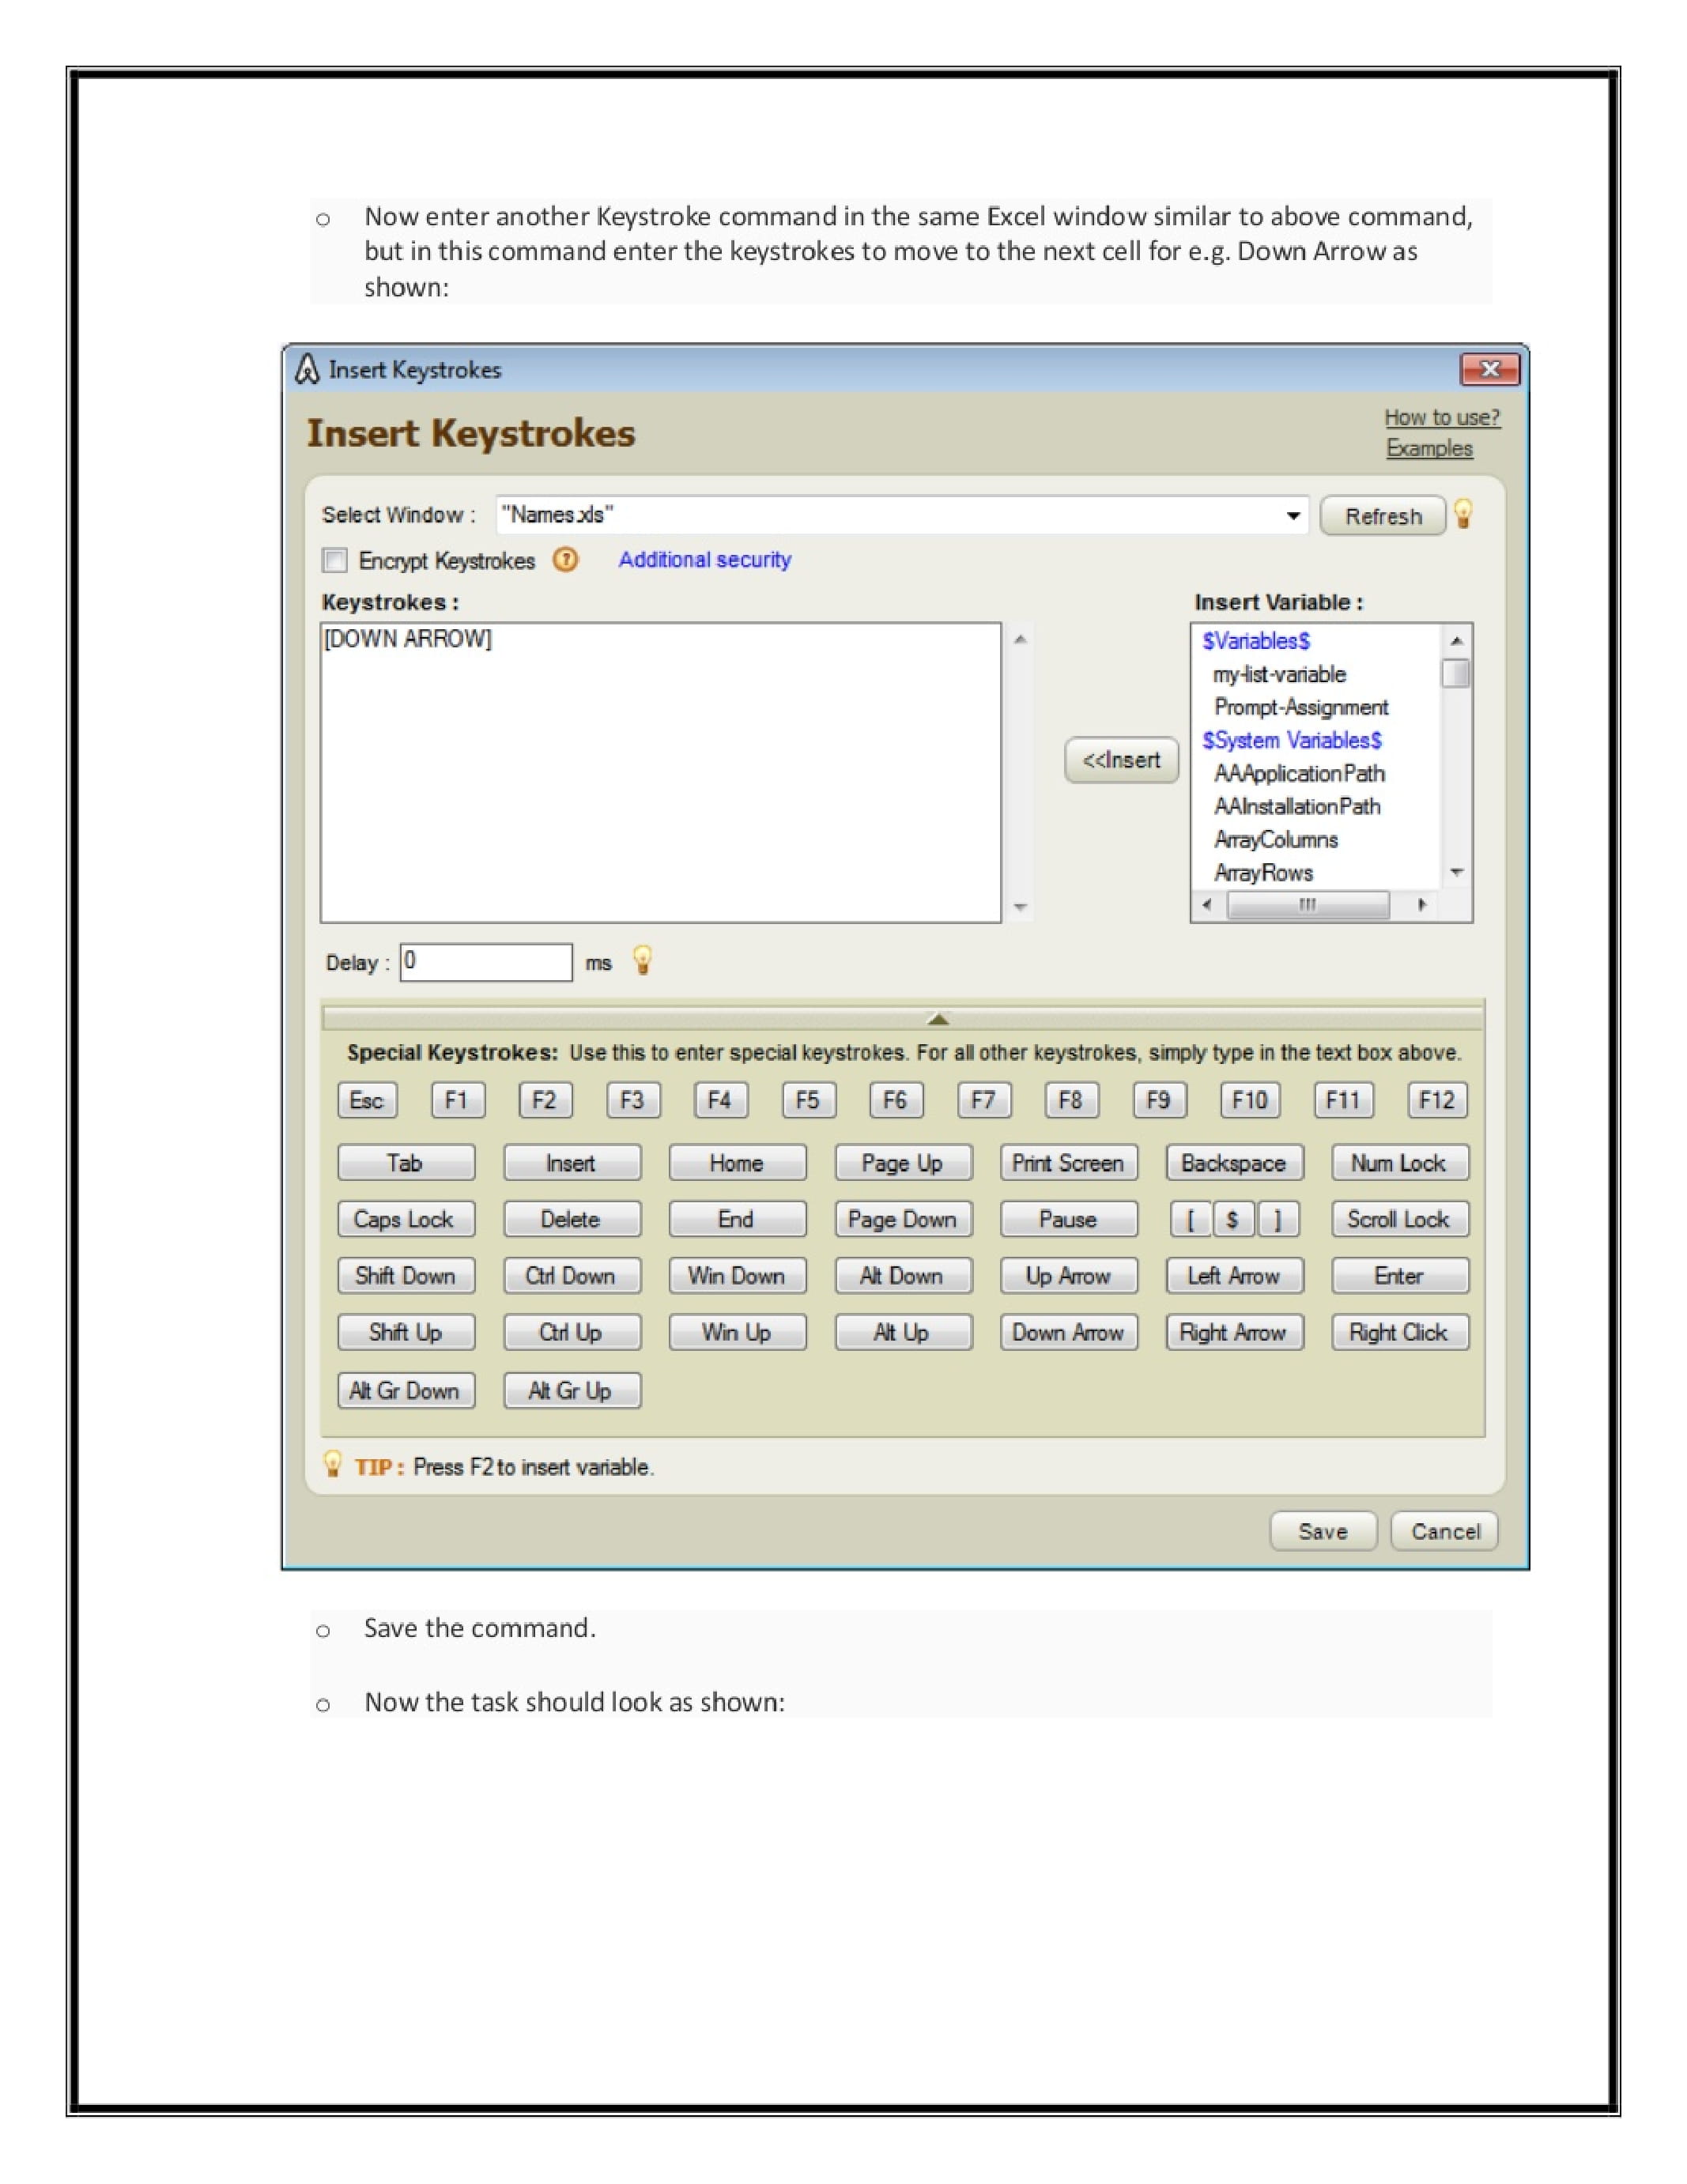 o Now enter another Keystroke command in the same Excel window similar to above command,
but in this command enter the keystrokes to move to the next cell for e.g. Down Arrow as
shown:
Insert Keystrokes
Insert Keystrokes
How to use?
Examples
Select Window : "Names.xls" Refresh
Encrypt Keystrokes ? Additional security
Keystrokes :
[DOWN ARROW]
<<Insert
Insert Variable :
$Variables$
my-list-variable
Prompt-Assignment
$System Variables$
AAApplicationPath
AAInstallationPath
ArrayColumns
ArrayRows
Delay : 0 ms
Special Keystrokes: Use this to enter special keystrokes. For all other keystrokes, simply type in the text box above.
Esc F1 F2 F3 F4 F5 F6 F7 F8 F9 F10 F11 F12
Tab Insert Home Page Up Print Screen Backspace Num Lock
Caps Lock Delete End Page Down Pause [ $ ] Scroll Lock
Shift Down Ctrl Down Win Down Alt Down Up Arrow Left Arrow Enter
Shift Up Ctrl Up Win Up Alt Up Down Arrow Right Arrow Right Click
Alt Gr Down Alt Gr Up
TIP : Press F2 to insert variable.
Save Cancel
o Save the command.
o Now the task should look as shown: